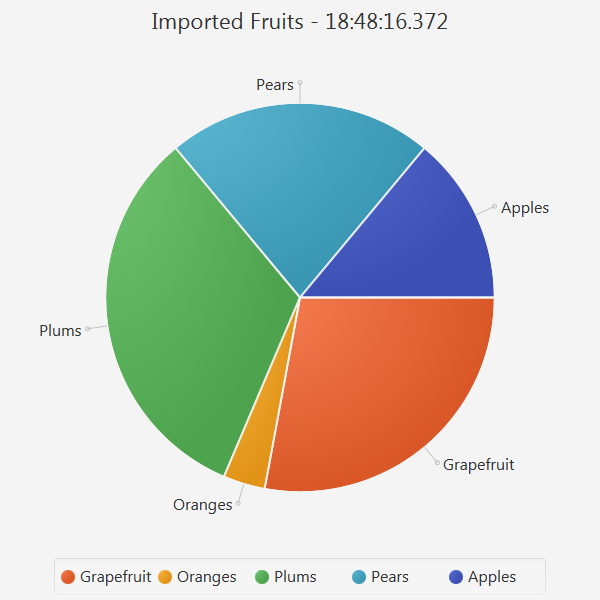 Imported Fruits - 18:48:16.372
Pears
Apples
Plums
Grapefruit
Oranges
Grapefruit Oranges Plums Pears Apples